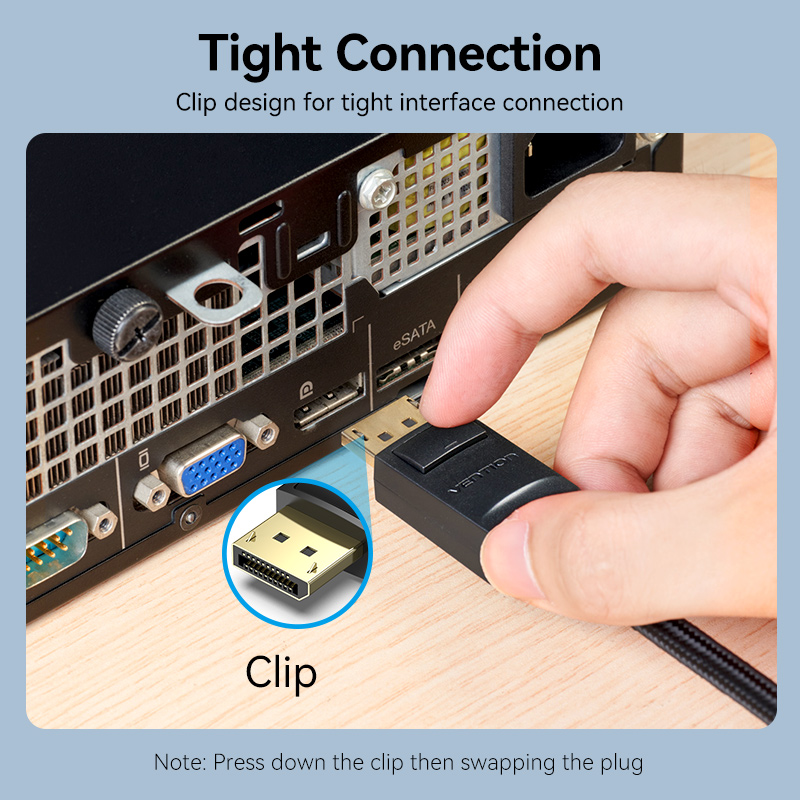 Tight Connection
Clip design for tight interface connection
eSATA
VENTION
Clip
Note: Press down the clip then swapping the plug